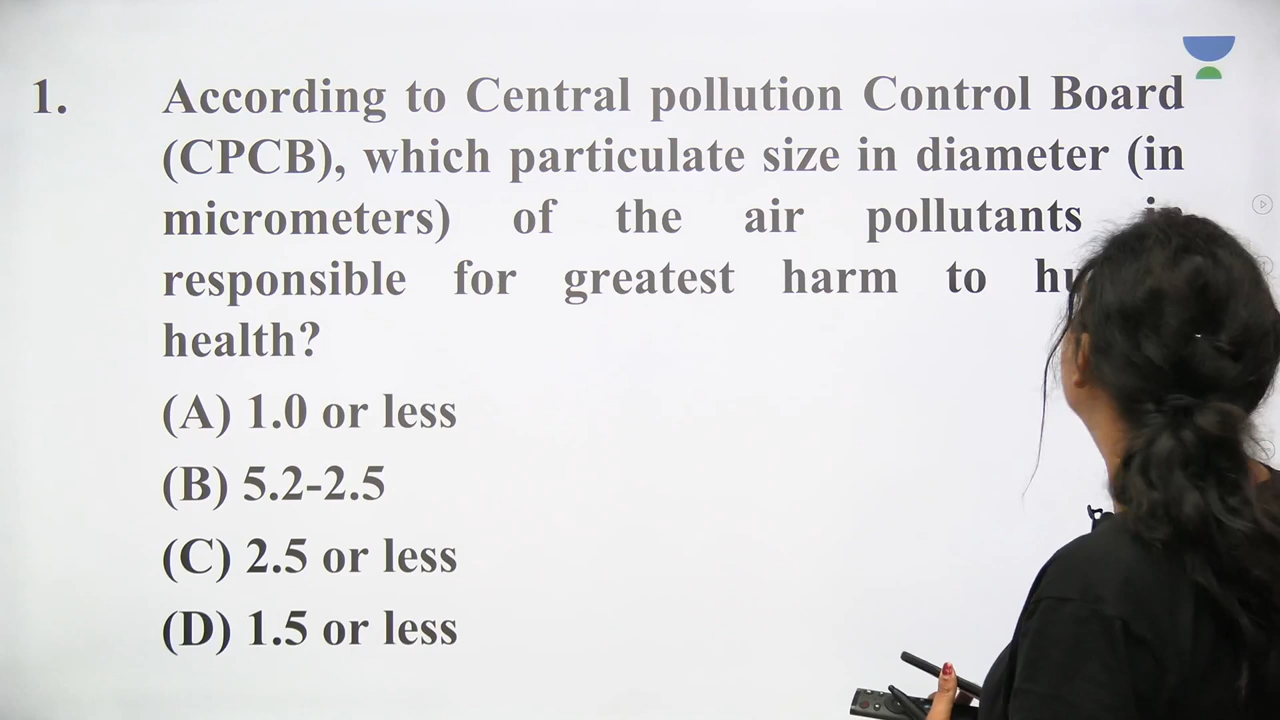 1. According to Central pollution Control Board
(CPCB), which particulate size in diameter (in
micrometers) of the air pollutants
responsible for greatest harm to
health?
(A) 1.0 or less
(B) 5.2-2.5
(C) 2.5 or less
(D) 1.5 or less